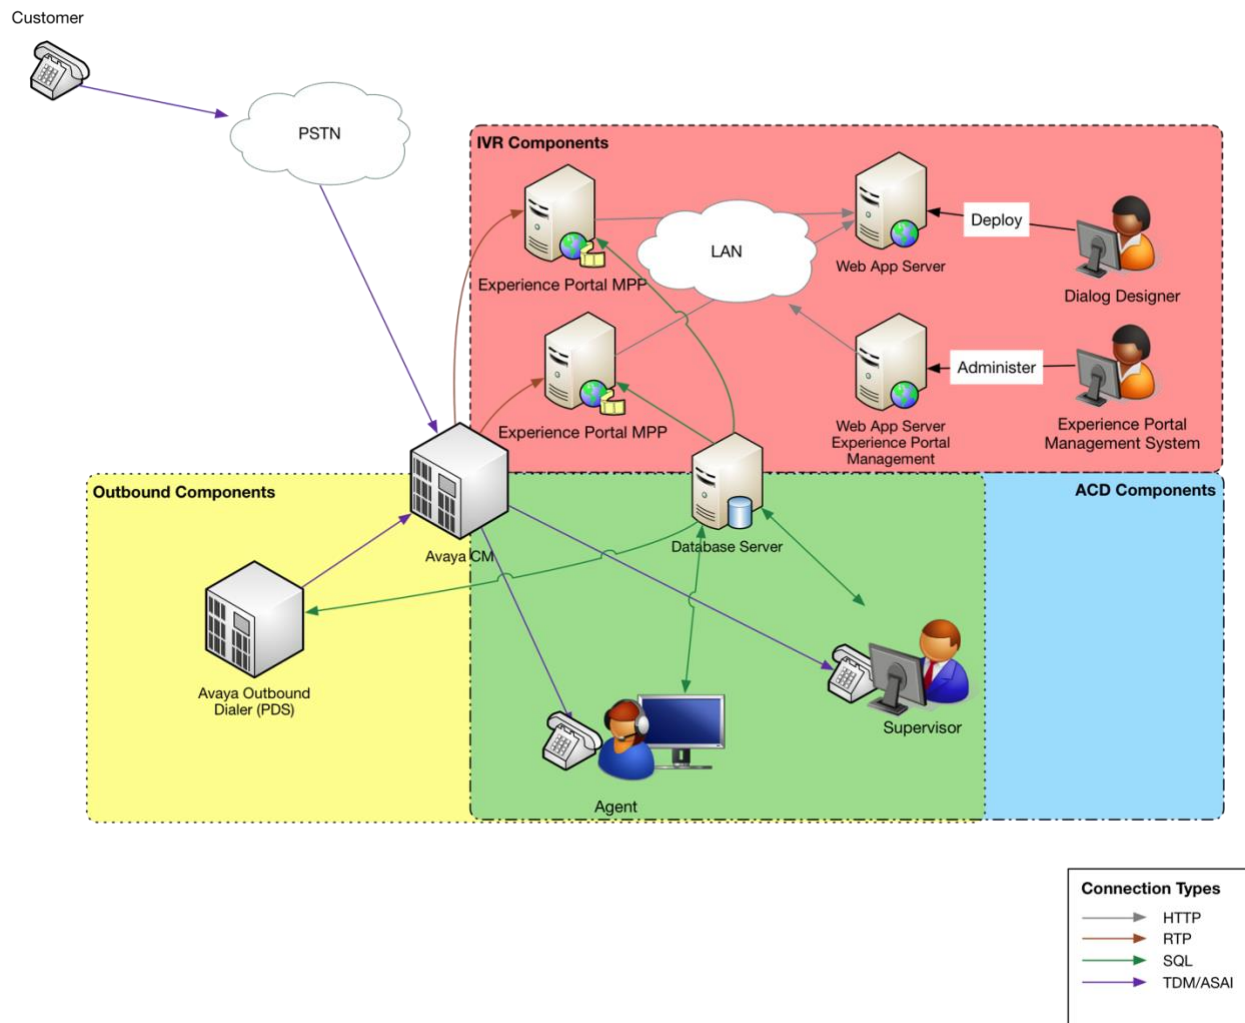 Customer
PSTN
IVR Components
Experience Portal MPP
LAN
Web App Server
Deploy
Dialog Designer
Experience Portal MPP
Web App Server
Experience Portal
Management
Administer
Experience Portal
Management System
Outbound Components
ACD Components
Avaya CM
Database Server
Avaya Outbound
Dialer (PDS)
Supervisor
Agent
Connection Types
HTTP
RTP
SQL
TDM/ASAI